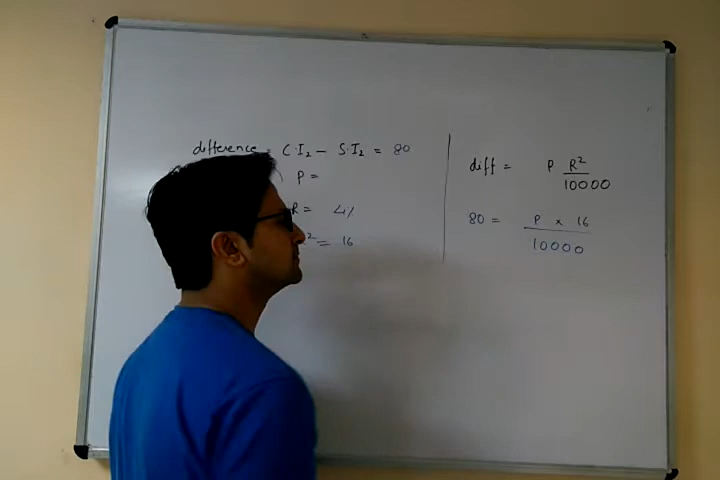 difference = C.I₂ - S.I₂ = 80
P =
R = 4%
² = 16
diff = P R²/10000
80 = P × 16/10000